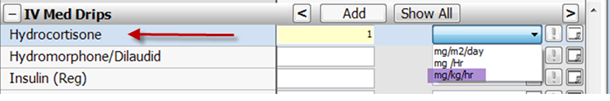 − IV Med Drips < Add Show All >
Hydrocortisone 1
mg/m2/day
Hydromorphone/Dilaudid mg /Hr
mg/kg/hr
Insulin (Reg)